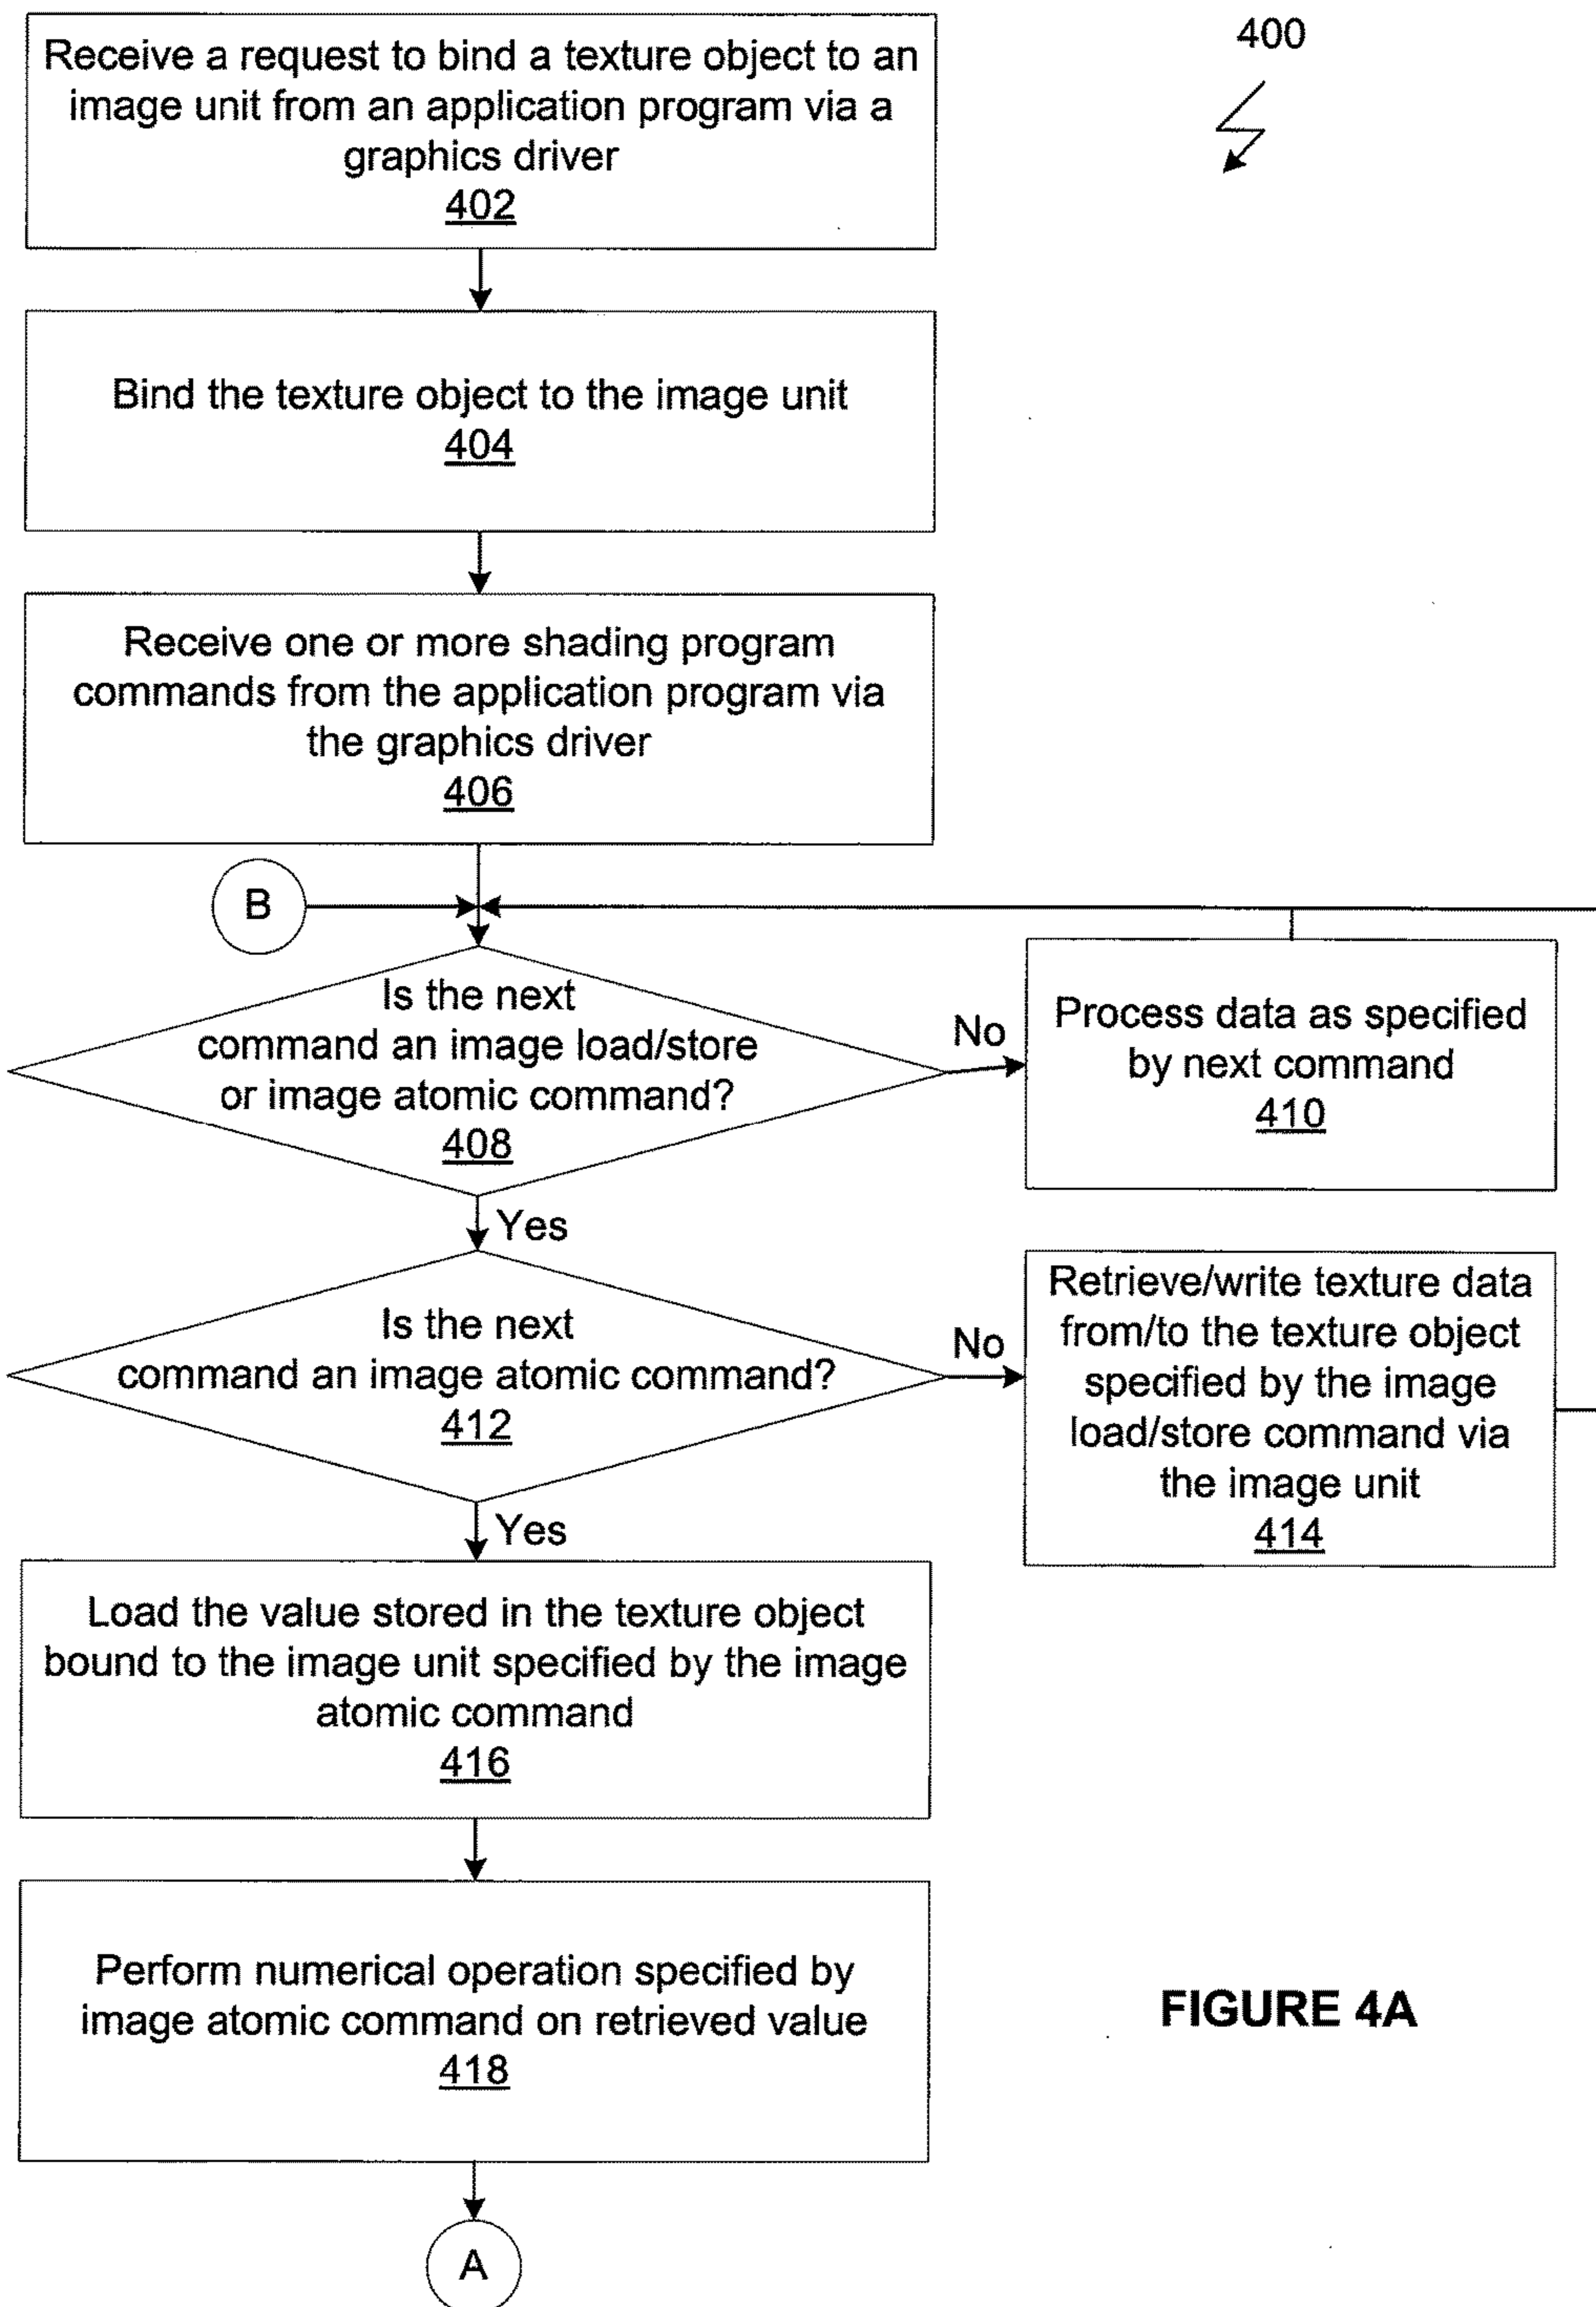 400
Receive a request to bind a texture object to an
image unit from an application program via a
graphics driver
402
Bind the texture object to the image unit
404
Receive one or more shading program
commands from the application program via
the graphics driver
406
B
Is the next
command an image load/store
or image atomic command?
408
No
Process data as specified
by next command
410
Yes
Is the next
command an image atomic command?
412
No
Retrieve/write texture data
from/to the texture object
specified by the image
load/store command via
the image unit
414
Yes
Load the value stored in the texture object
bound to the image unit specified by the image
atomic command
416
Perform numerical operation specified by
image atomic command on retrieved value
418
FIGURE 4A
A